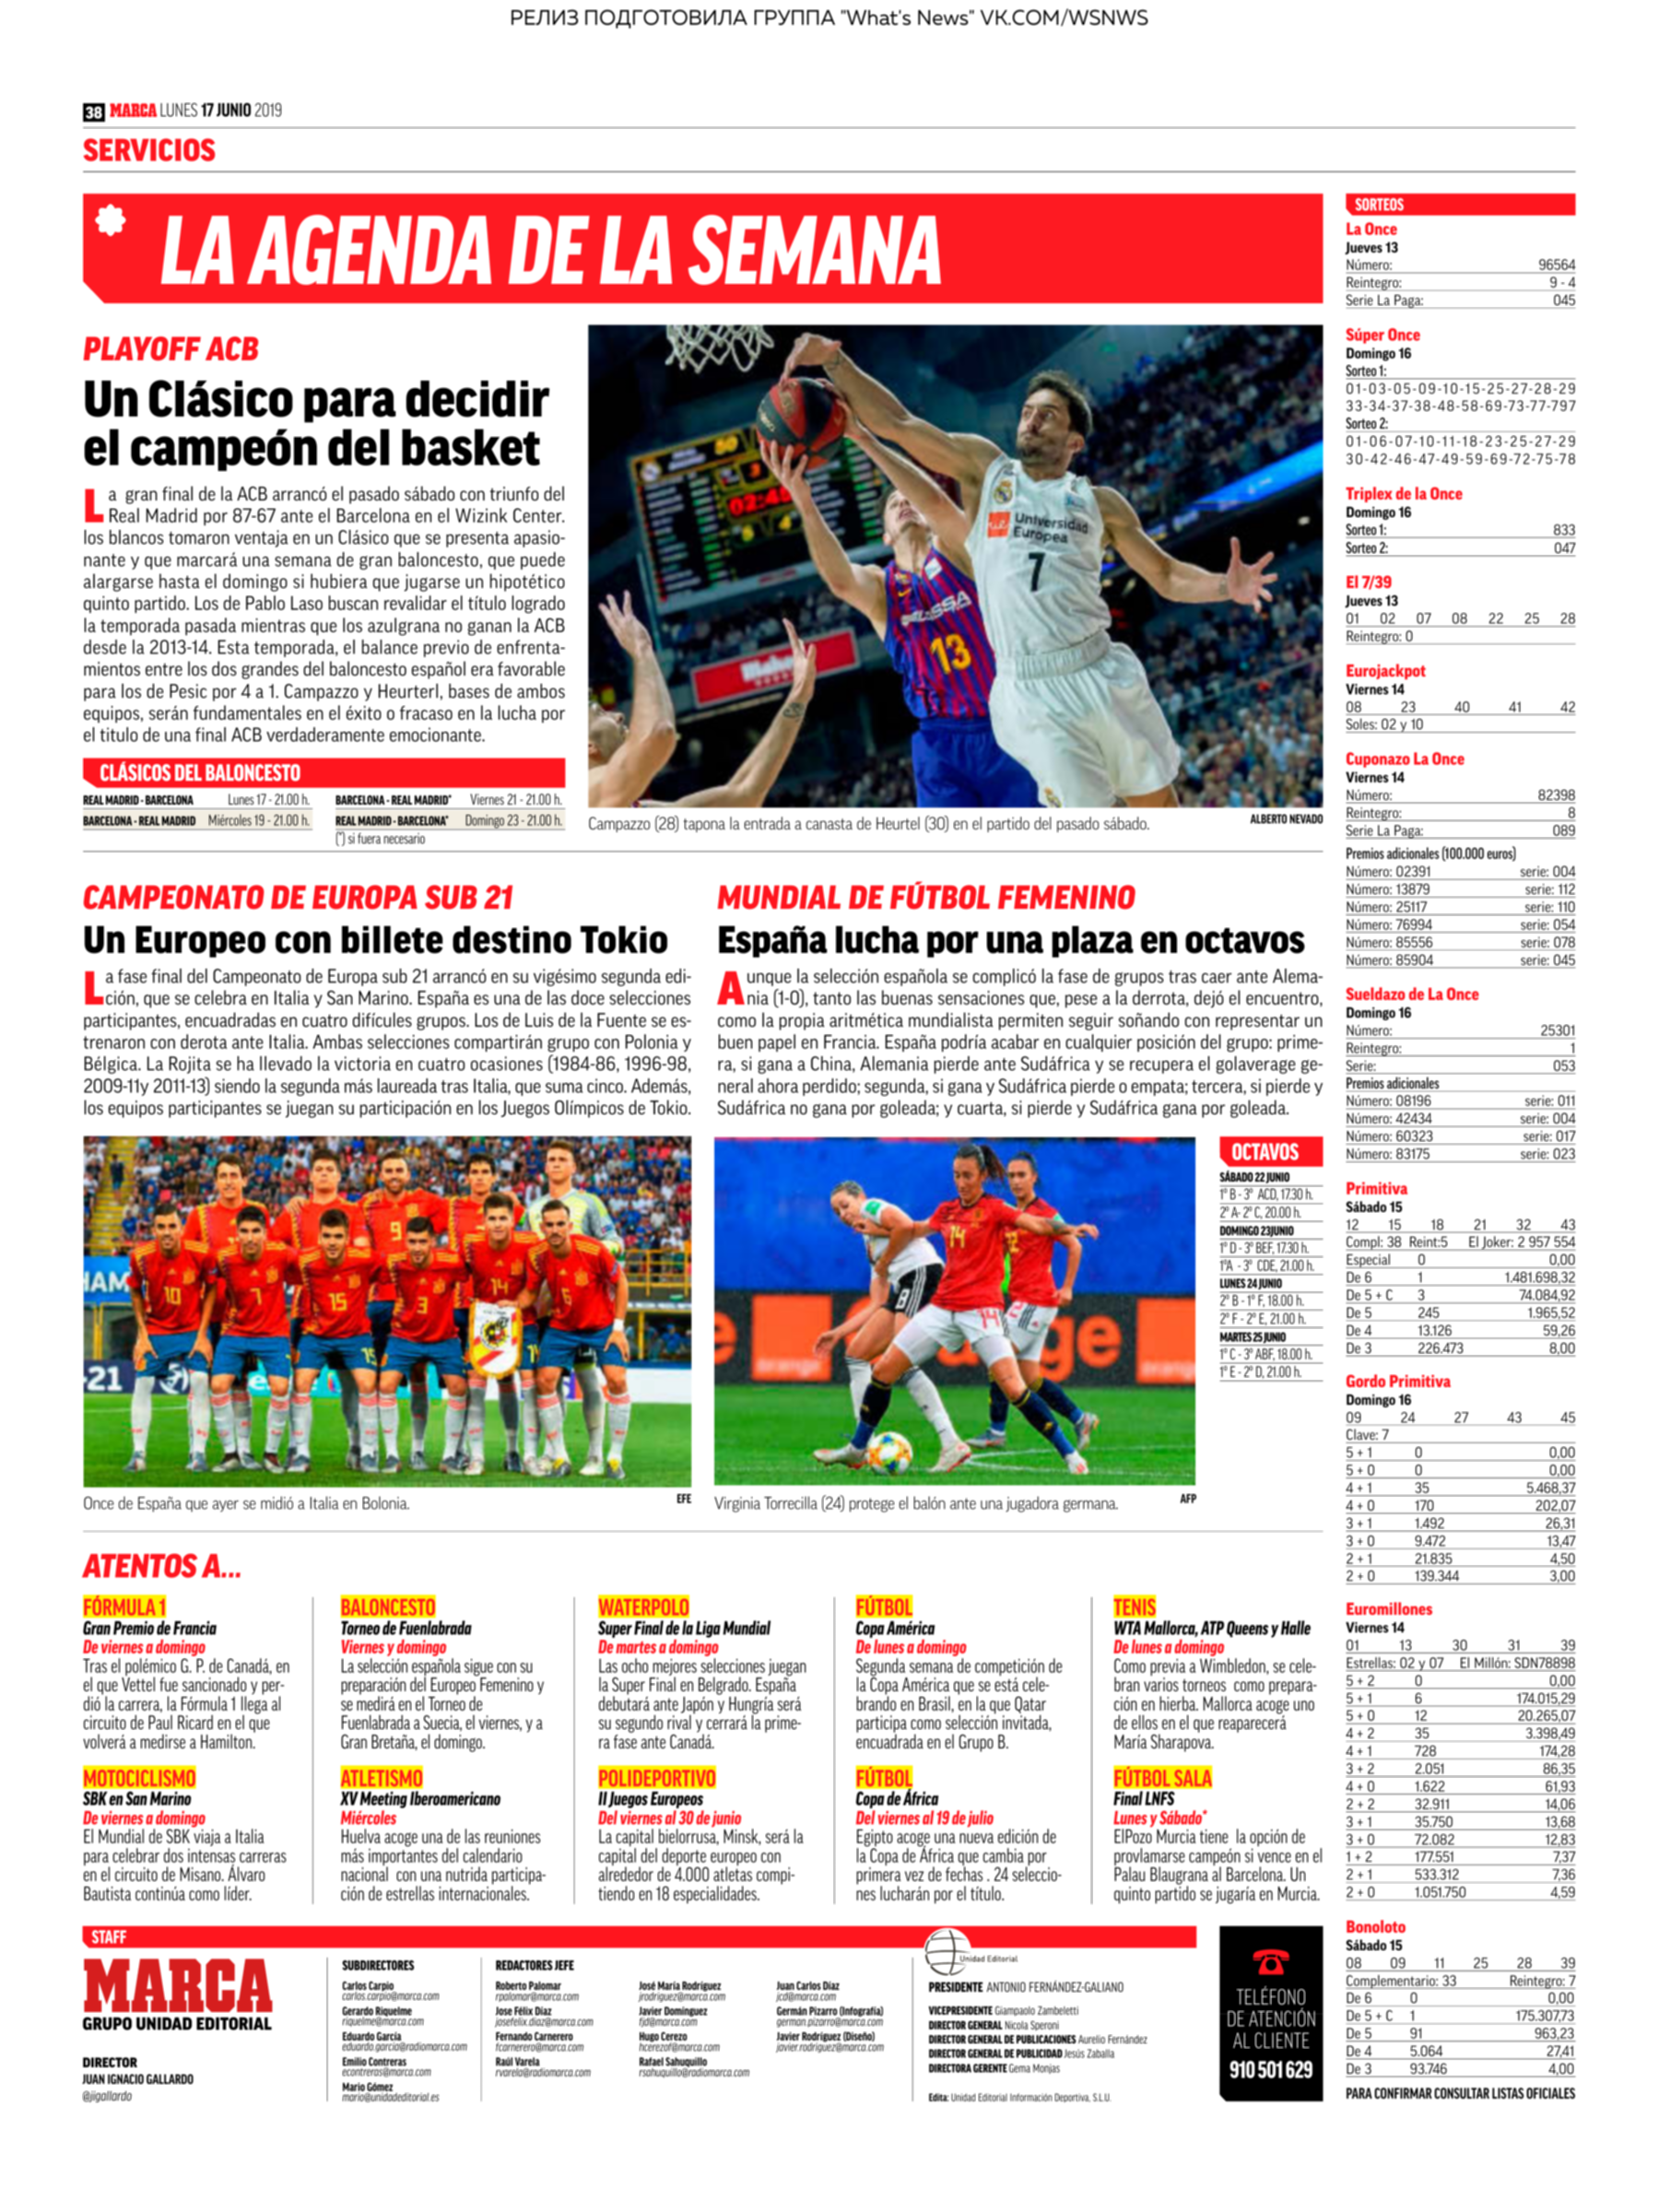 РЕЛИЗ ПОДГОТОВИЛА ГРУППА "What's News" VK.COM/WSNWS
38 MARCA LUNES 17 JUNIO 2019
SERVICIOS
LA AGENDA DE LA SEMANA
PLAYOFF ACB
Un Clásico para decidir
el campeón del basket
La gran final de la ACB arrancó el pasado sábado con triunfo del
Real Madrid por 87-67 ante el Barcelona en el Wizink Center.
los blancos tomaron ventaja en un Clásico que se presenta apasio-
nante y que marcará una semana de gran baloncesto, que puede
alargarse hasta el domingo si hubiera que jugarse un hipotético
quinto partido. Los de Pablo Laso buscan revalidar el título logrado
la temporada pasada mientras que los azulgrana no ganan la ACB
desde la 2013-14. Esta temporada, el balance previo de enfrenta-
mientos entre los dos grandes del baloncesto español era favorable
para los de Pesic por 4 a 1. Campazzo y Heurterl, bases de ambos
equipos, serán fundamentales en el éxito o fracaso en la lucha por
el titulo de una final ACB verdaderamente emocionante.
CLÁSICOS DEL BALONCESTO
REAL MADRID - BARCELONA Lunes 17 - 21.00 h.
BARCELONA - REAL MADRID Miércoles 19 - 21.00 h.
BARCELONA - REAL MADRID* Viernes 21 - 21.00 h.
REAL MADRID - BARCELONA* Domingo 23 - 21.00 h.
(*) si fuera necesario
Universidad
Europea
7
13
Campazzo (28) tapona la entrada a canasta de Heurtel (30) en el partido del pasado sábado.
ALBERTO NEVADO
CAMPEONATO DE EUROPA SUB 21
Un Europeo con billete destino Tokio
La fase final del Campeonato de Europa sub 21 arrancó en su vigésimo segunda edi-
ción, que se celebra en Italia y San Marino. España es una de las doce selecciones
participantes, encuadradas en cuatro difícules grupos. Los de Luis de la Fuente se es-
trenaron con derota ante Italia. Ambas selecciones compartirán grupo con Polonia y
Bélgica. La Rojita se ha llevado la victoria en cuatro ocasiones (1984-86, 1996-98,
2009-11y 2011-13) siendo la segunda más laureada tras Italia, que suma cinco. Además,
los equipos participantes se juegan su participación en los Juegos Olímpicos de Tokio.
Once de España que ayer se midió a Italia en Bolonia.
EFE
MUNDIAL DE FÚTBOL FEMENINO
España lucha por una plaza en octavos
Aunque la selección española se complicó la fase de grupos tras caer ante Alema-
nia (1-0), tanto las buenas sensaciones que, pese a la derrota, dejó el encuentro,
como la propia aritmética mundialista permiten seguir soñando con representar un
buen papel en Francia. España podría acabar en cualquier posición del grupo: prime-
ra, si gana a China, Alemania pierde ante Sudáfrica y se recupera el golaverage ge-
neral ahora perdido; segunda, si gana y Sudáfrica pierde o empata; tercera, si pierde y
Sudáfrica no gana por goleada; y cuarta, si pierde y Sudáfrica gana por goleada.
Virginia Torrecilla (24) protege el balón ante una jugadora germana.
AFP
OCTAVOS
SÁBADO 22 JUNIO
1º B - 3º ACD, 17.30 h.
2º A- 2º C, 20.00 h.
DOMINGO 23JUNIO
1º D - 3º BEF, 17.30 h.
1ºA - 3º CDE, 21.00 h.
LUNES 24 JUNIO
2º B - 1º F, 18.00 h.
2º F - 2º E, 21.00 h.
MARTES 25 JUNIO
1º C - 3º ABF, 18.00 h.
1º E - 2º D, 21.00 h.
ATENTOS A...
FÓRMULA 1
Gran Premio de Francia
De viernes a domingo
Tras el polémico G. P. de Canadá, en
el que Vettel fue sancionado y per-
dió la carrera, la Fórmula 1 llega al
circuito de Paul Ricard en el que
volverá a medirse a Hamilton.
MOTOCICLISMO
SBK en San Marino
De viernes a domingo
El Mundial de SBK viaja a Italia
para celebrar dos intensas carreras
en el circuito de Misano. Álvaro
Bautista continúa como líder.
BALONCESTO
Torneo de Fuenlabrada
Viernes y domingo
La selección española sigue con su
preparación del Europeo Femenino y
se medirá en el Torneo de
Fuenlabrada a Suecia, el viernes, y a
Gran Bretaña, el domingo.
ATLETISMO
XV Meeting Iberoamericano
Miércoles
Huelva acoge una de las reuniones
más importantes del calendario
nacional con una nutrida participa-
ción de estrellas internacionales.
WATERPOLO
Super Final de la Liga Mundial
De martes a domingo
Las ocho mejores selecciones juegan
la Super Final en Belgrado. España
debutará ante Japón y Hungría será
su segundo rival y cerrará la prime-
ra fase ante Canadá.
POLIDEPORTIVO
II Juegos Europeos
Del viernes al 30 de junio
La capital bielorrusa, Minsk, será la
capital del deporte europeo con
alrededor de 4.000 atletas compi-
tiendo en 18 especialidades.
FÚTBOL
Copa América
De lunes a domingo
Segunda semana de competición de
la Copa América que se está cele-
brando en Brasil, en la que Qatar
participa como selección invitada,
encuadrada en el Grupo B.
FÚTBOL
Copa de África
Del viernes al 19 de julio
Egipto acoge una nueva edición de
la Copa de África que cambia por
primera vez de fechas . 24 seleccio-
nes lucharán por el título.
TENIS
WTA Mallorca, ATP Queens y Halle
De lunes a domingo
Como previa a Wimbledon, se cele-
bran varios torneos como prepara-
ción en hierba. Mallorca acoge uno
de ellos en el que reaparecerá
María Sharapova.
FÚTBOL SALA
Final LNFS
Lunes y Sábado*
ElPozo Murcia tiene la opción de
provlamarse campeón si vence en el
Palau Blaugrana al Barcelona. Un
quinto partido se jugaría en Murcia.
STAFF
MARCA
GRUPO UNIDAD EDITORIAL
DIRECTOR
JUAN IGNACIO GALLARDO
@jigallardo
SUBDIRECTORES
Carlos Carpio
carlos.carpio@marca.com
Gerardo Riquelme
riquelme@marca.com
Eduardo García
eduardo.garcia@radiomarca.com
Emilio Contreras
econtreras@marca.com
Mario Gómez
mario@unidadeditorial.es
REDACTORES JEFE
Roberto Palomar
rpalomar@marca.com
Jose Félix Díaz
josefelix.diaz@marca.com
Fernando Carnerero
fcarnerero@marca.com
Raúl Varela
rvarela@radiomarca.com
José María Rodríguez
jrodriguez@marca.com
Javier Domínguez
fjd@marca.com
Hugo Cerezo
hcerezof@marca.com
Rafael Sahuquillo
rsahuquillo@radiomarca.com
Juan Carlos Díaz
jcd@marca.com
Germán Pizarro (Infografía)
german.pizarro@marca.com
Javier Rodríguez (Diseño)
javier.rodriguez@marca.com
Unidad Editorial
PRESIDENTE ANTONIO FERNÁNDEZ-GALIANO
VICEPRESIDENTE Giampaolo Zambeletti
DIRECTOR GENERAL Nicola Speroni
DIRECTOR GENERAL DE PUBLICACIONES Aurelio Fernández
DIRECTOR GENERAL DE PUBLICIDAD Jesús Zaballa
DIRECTORA GERENTE Gema Monjas
Edita: Unidad Editorial Información Deportiva, S.L.U.
TELÉFONO
DE ATENCIÓN
AL CLIENTE
910 501 629
SORTEOS
La Once
Jueves 13
Número: 96564
Reintegro: 9 - 4
Serie La Paga: 045
Súper Once
Domingo 16
Sorteo 1:
01-03-05-09-10-15-25-27-28-29
33-34-37-38-48-58-69-73-77-797
Sorteo 2:
01-06-07-10-11-18-23-25-27-29
30-42-46-47-49-59-69-72-75-78
Triplex de la Once
Domingo 16
Sorteo 1: 833
Sorteo 2: 047
El 7/39
Jueves 13
01 02 07 08 22 25 28
Reintegro: 0
Eurojackpot
Viernes 14
08 23 40 41 42
Soles: 02 y 10
Cuponazo La Once
Viernes 14
Número: 82398
Reintegro: 8
Serie La Paga: 089
Premios adicionales (100.000 euros)
Número: 02391 serie: 004
Número: 13879 serie: 112
Número: 25117 serie: 110
Número: 76994 serie: 054
Número: 85556 serie: 078
Número: 85904 serie: 045
Sueldazo de La Once
Domingo 16
Número: 25301
Reintegro: 1
Serie: 053
Premios adicionales
Número: 08196 serie: 011
Número: 42434 serie: 004
Número: 60323 serie: 017
Número: 83175 serie: 023
Primitiva
Sábado 15
12 15 18 21 32 43
Compl: 38 Reint:5 El Joker: 2 957 554
Especial 0 0,00
De 6 1 1.481.698,32
De 5 + C 3 74.084,92
De 5 245 1.965,52
De 4 13.126 59,26
De 3 226.473 8,00
Gordo Primitiva
Domingo 16
09 24 27 43 45
Clave: 7
5 + 1 0 0,00
5 + 0 0 0,00
4 + 1 35 5.468,37
4 + 0 170 202,07
3 + 1 1.492 26,31
3 + 0 9.472 13,47
2 + 1 21.835 4,50
2 + 0 139.344 3,00
Euromillones
Viernes 14
01 13 30 31 39
Estrellas: 02 y 07 El Millón: SDN78898
5 + 2 0 0,00
5 + 1 6 174.015,29
5 + 0 12 20.265,07
4 + 2 35 3.398,49
4 + 1 728 174,28
3 + 2 2.051 86,35
4 + 0 1.622 61,93
2 + 2 32.911 14,06
3 + 1 35.750 13,68
3 + 0 72.082 12,83
1 + 2 177.551 7,37
2 + 1 533.312 7,36
2 + 0 1.051.750 4,59
Bonoloto
Sábado 15
08 09 11 25 28 39
Complementario: 33 Reintegro: 7
De 6 0 0,00
De 5 + C 1 175.307,73
De 5 91 963,23
De 4 5.064 27,41
De 3 93.746 4,00
PARA CONFIRMAR CONSULTAR LISTAS OFICIALES